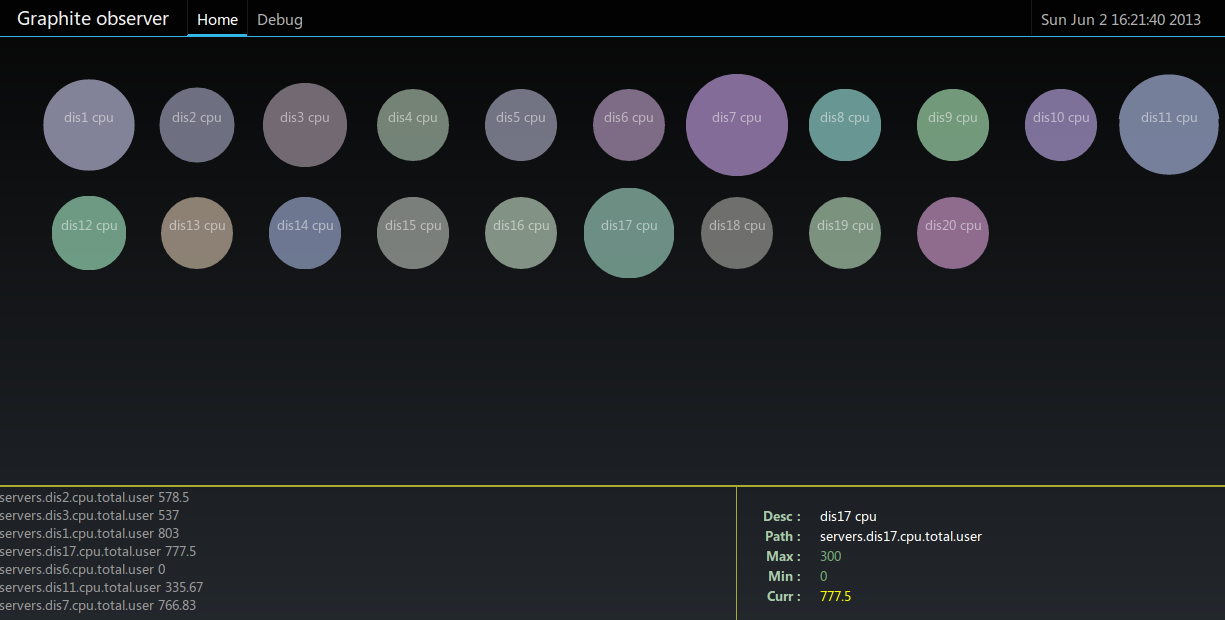 Graphite observer Home Debug Sun Jun 2 16:21:40 2013
dis1 cpu dis2 cpu dis3 cpu dis4 cpu dis5 cpu dis6 cpu dis7 cpu dis8 cpu dis9 cpu dis10 cpu dis11 cpu
dis12 cpu dis13 cpu dis14 cpu dis15 cpu dis16 cpu dis17 cpu dis18 cpu dis19 cpu dis20 cpu
servers.dis2.cpu.total.user 578.5
servers.dis3.cpu.total.user 537
servers.dis1.cpu.total.user 803
servers.dis17.cpu.total.user 777.5
servers.dis6.cpu.total.user 0
servers.dis11.cpu.total.user 335.67
servers.dis7.cpu.total.user 766.83
Desc : dis17 cpu
Path : servers.dis17.cpu.total.user
Max : 300
Min : 0
Curr : 777.5